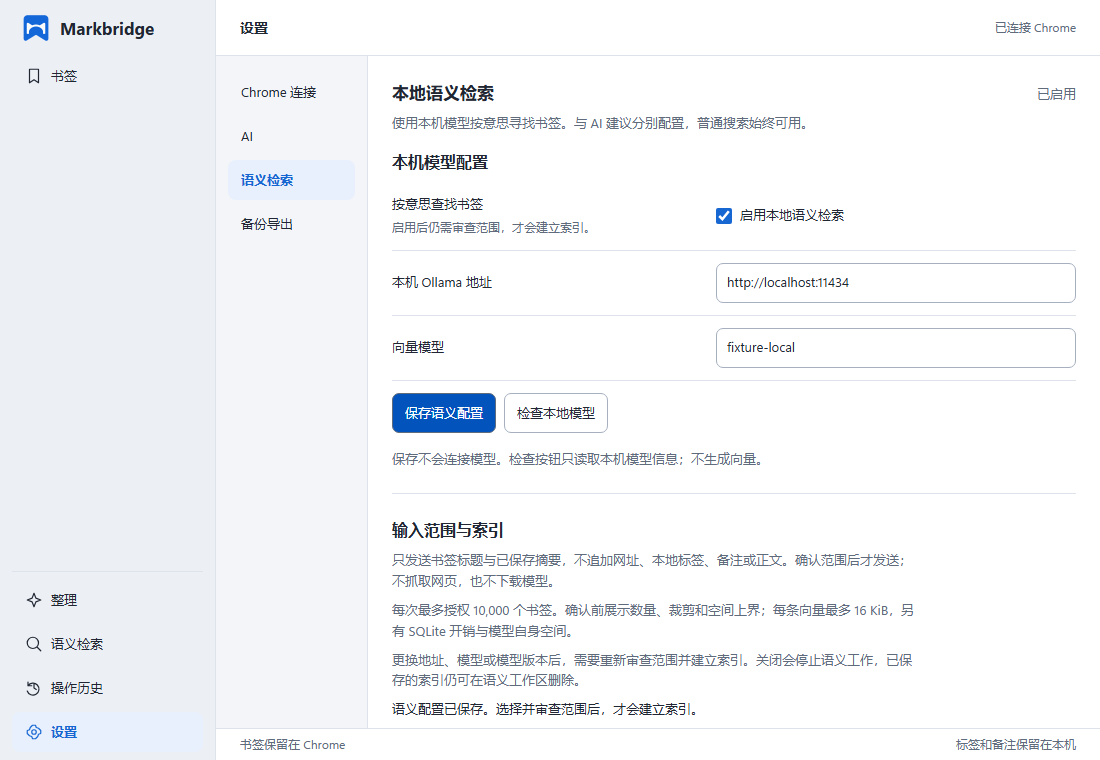 Markbridge
书签
整理
语义检索
操作历史
设置
设置
已连接 Chrome
Chrome 连接
AI
语义检索
备份导出
本地语义检索
已启用
使用本机模型按意思寻找书签。与 AI 建议分别配置，普通搜索始终可用。
本机模型配置
按意思查找书签
启用后仍需审查范围，才会建立索引。
启用本地语义检索
本机 Ollama 地址
http://localhost:11434
向量模型
fixture-local
保存语义配置
检查本地模型
保存不会连接模型。检查按钮只读取本机模型信息；不生成向量。
输入范围与索引
只发送书签标题与已保存摘要，不追加网址、本地标签、备注或正文。确认范围后才发送；
不抓取网页，也不下载模型。
每次最多授权 10,000 个书签。确认前展示数量、裁剪和空间上界；每条向量最多 16 KiB，另
有 SQLite 开销与模型自身空间。
更换地址、模型或模型版本后，需要重新审查范围并建立索引。关闭会停止语义工作，已保
存的索引仍可在语义工作区删除。
语义配置已保存。选择并审查范围后，才会建立索引。
书签保留在 Chrome
标签和备注保留在本机